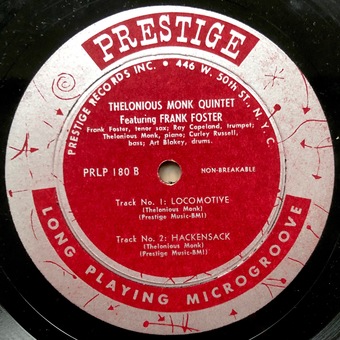 PRESTIGE
PRESTIGE RECORDS INC. • 446 W. 50th ST., N.Y.C.
THELONIOUS MONK QUINTET
Featuring FRANK FOSTER
Frank Foster, tenor sax; Ray Copeland, trumpet;
Thelonious Monk, piano; Curley Russell,
bass; Art Blakey, drums.
PRLP 180 B
NON-BREAKABLE
Track No. 1: LOCOMOTIVE
(Thelonious Monk)
(Prestige Music-BMI)
Track No. 2: HACKENSACK
(Thelonious Monk)
(Prestige Music-BMI)
LONG PLAYING MICROGROOVE